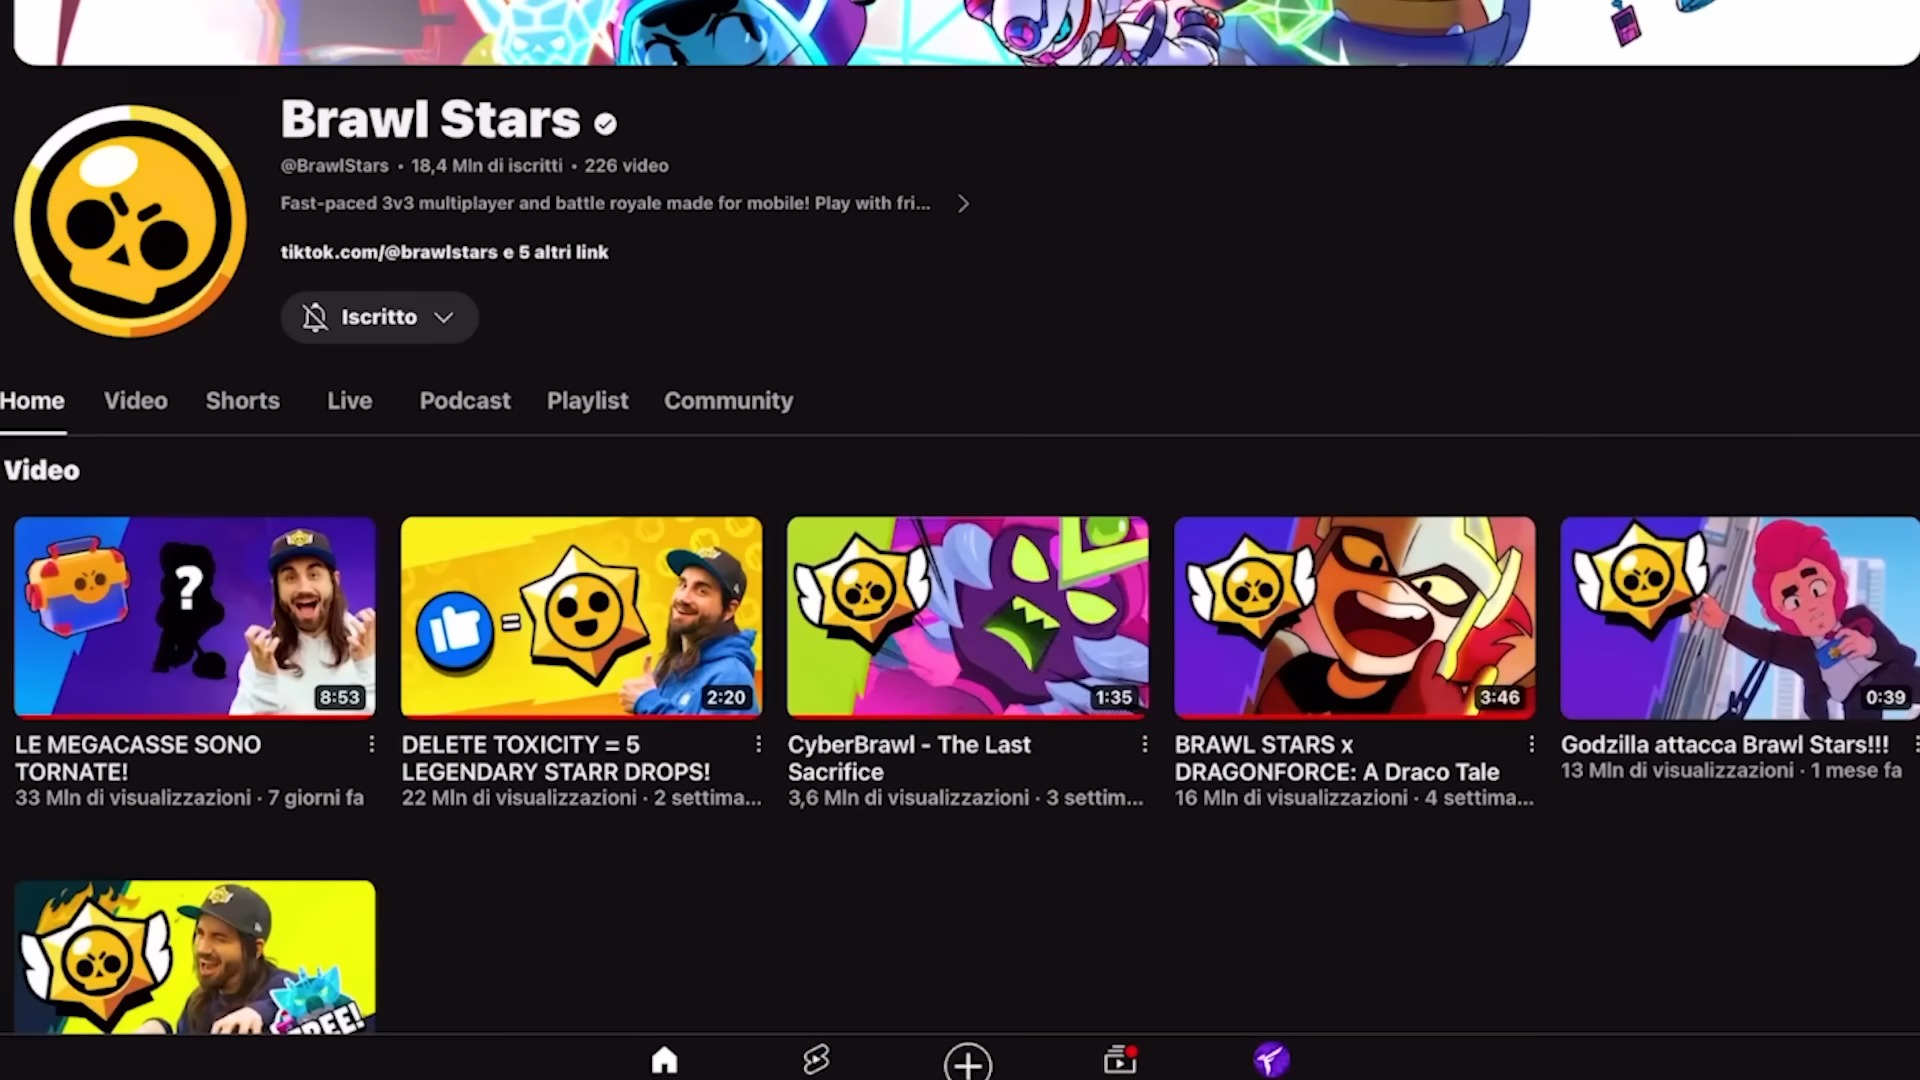 Brawl Stars
@BrawlStars • 18,4 Mln di iscritti • 226 video
Fast-paced 3v3 multiplayer and battle royale made for mobile! Play with fri...
tiktok.com/@brawlstars e 5 altri link
Iscritto
Home Video Shorts Live Podcast Playlist Community
Video
?
8:53
=
2:20
1:35
3:46
0:39
LE MEGACASSE SONO
TORNATE!
33 Mln di visualizzazioni · 7 giorni fa
DELETE TOXICITY = 5
LEGENDARY STARR DROPS!
22 Mln di visualizzazioni · 2 settima...
CyberBrawl - The Last
Sacrifice
3,6 Mln di visualizzazioni · 3 settim...
BRAWL STARS x
DRAGONFORCE: A Draco Tale
16 Mln di visualizzazioni · 4 settima...
Godzilla attacca Brawl Stars!!!
13 Mln di visualizzazioni · 1 mese fa
FREE!